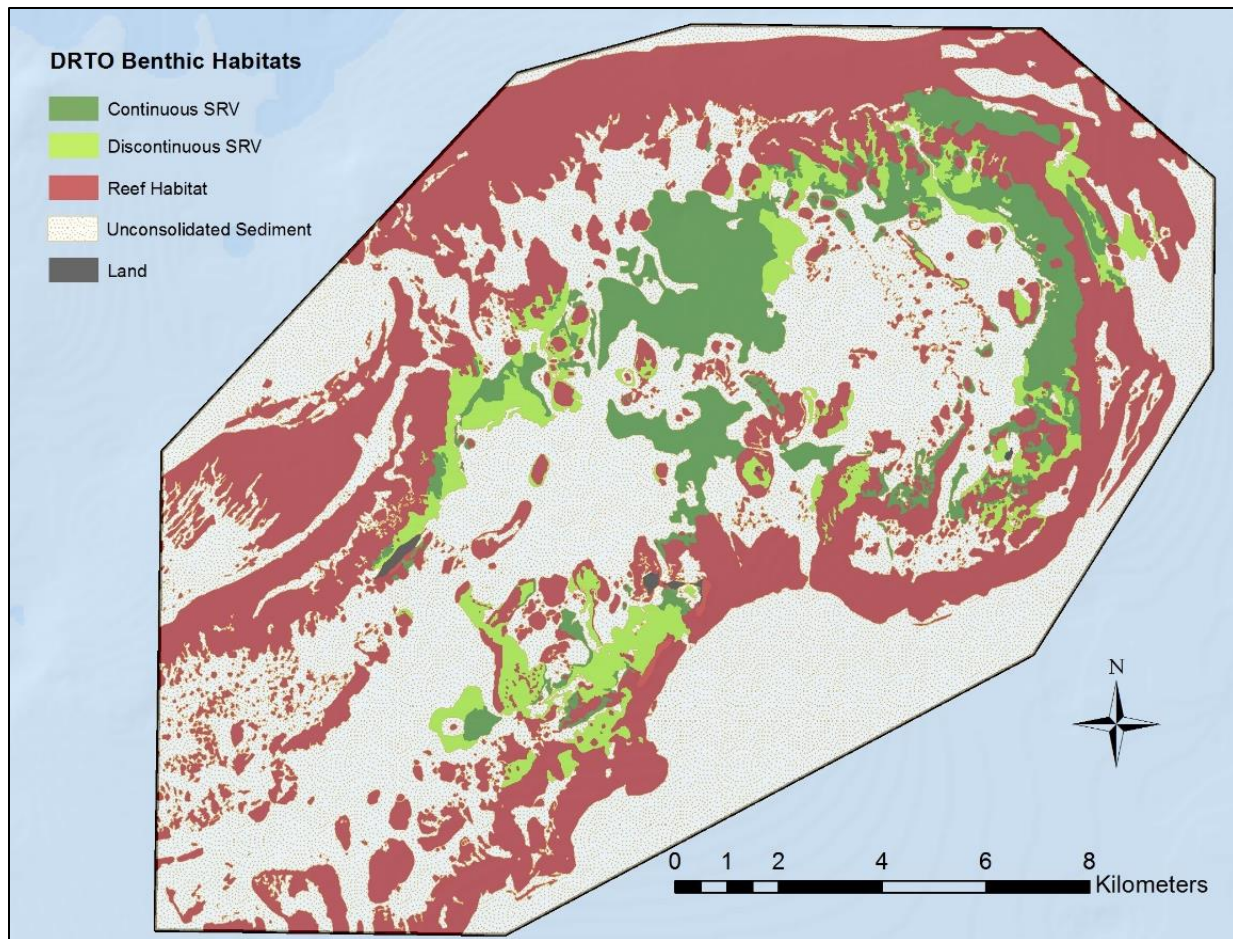 DRTO Benthic Habitats
Continuous SRV
Discontinuous SRV
Reef Habitat
Unconsolidated Sediment
Land
N
0 1 2 4 6 8
Kilometers